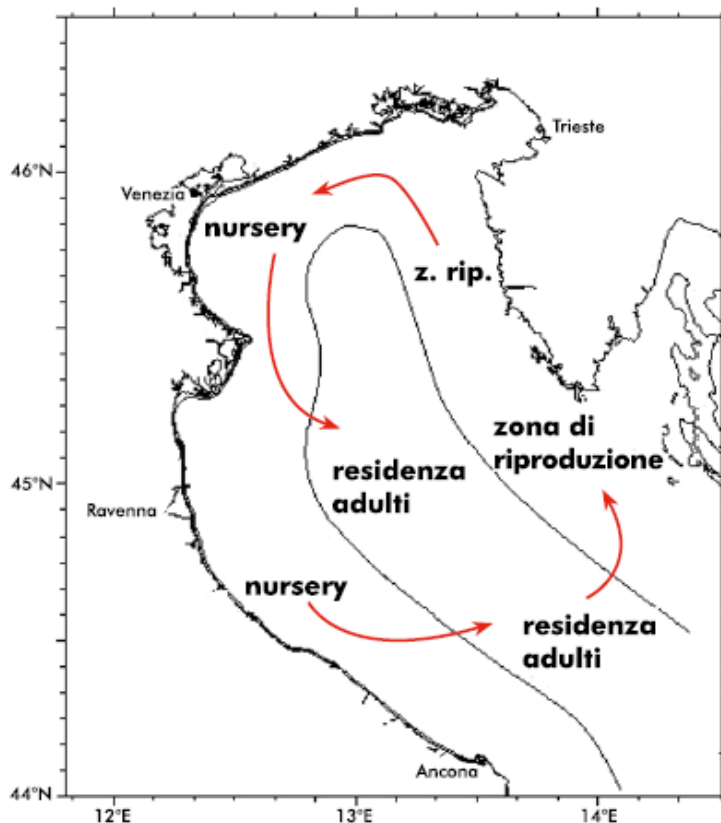 Trieste
46°N
Venezia
nursery
z. rip.
zona di
riproduzione
45°N
residenza
adulti
Ravenna
nursery
residenza
adulti
Ancona
44°N
12°E
13°E
14°E